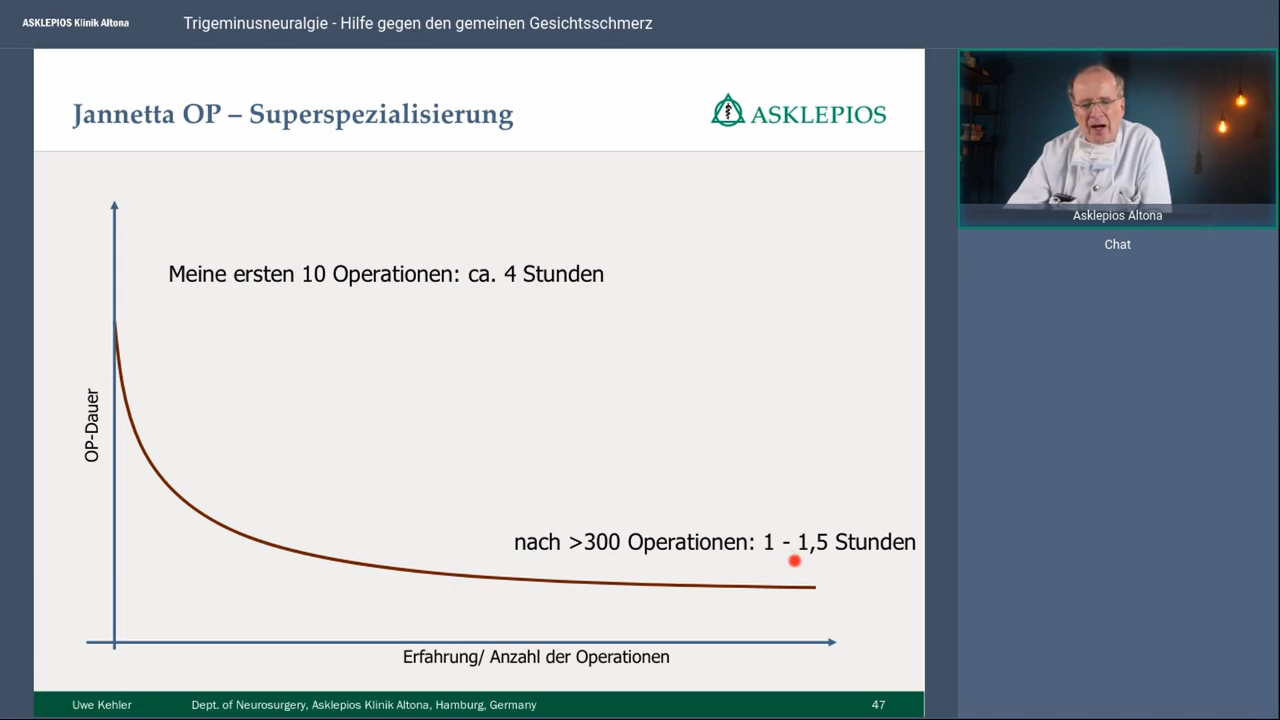 ASKLEPIOS Klinik Altona
Trigeminusneuralgie - Hilfe gegen den gemeinen Gesichtsschmerz
Jannetta OP – Superspezialisierung
ASKLEPIOS
Asklepios Altona
Chat
Meine ersten 10 Operationen: ca. 4 Stunden
OP-Dauer
nach >300 Operationen: 1 - 1,5 Stunden
Erfahrung/ Anzahl der Operationen
Uwe Kehler
Dept. of Neurosurgery, Asklepios Klinik Altona, Hamburg, Germany
47